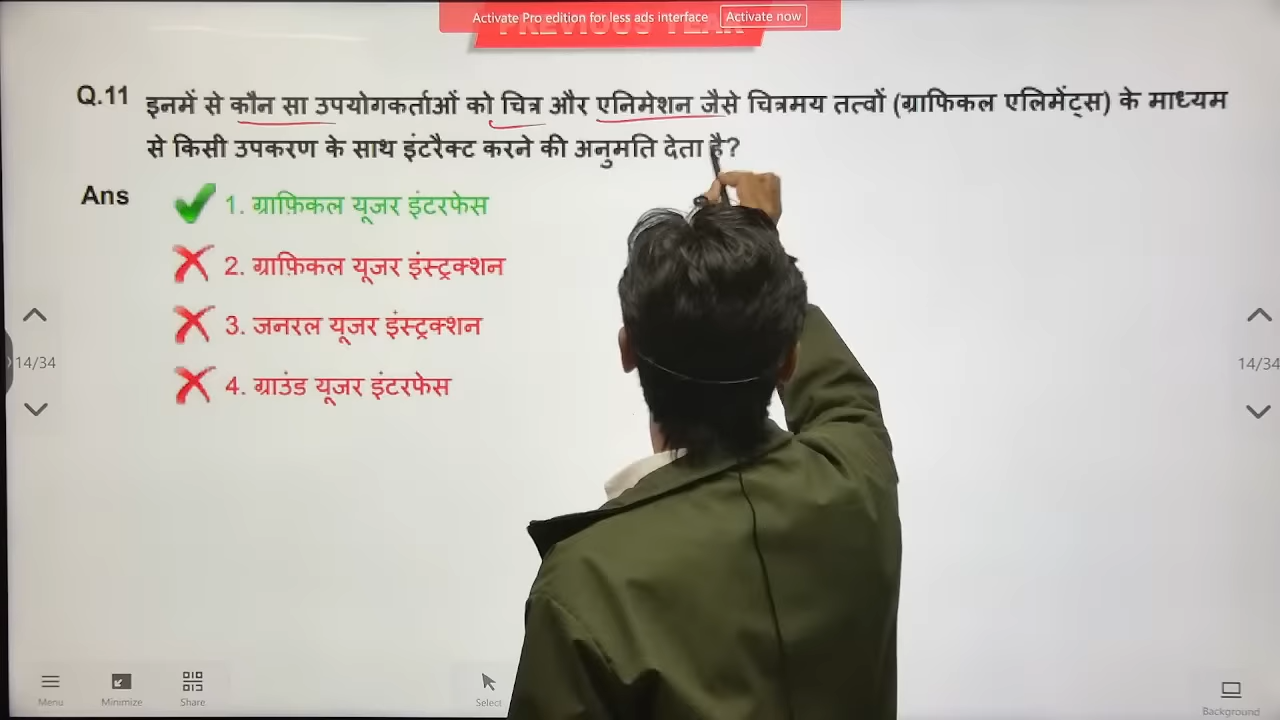 Activate Pro edition for less ads interface Activate now
PREVIOUS YEAR
Q.11 इनमें से कौन सा उपयोगकर्ताओं को चित्र और एनिमेशन जैसे चित्रमय तत्वों (ग्राफिकल एलिमेंट्स) के माध्यम
से किसी उपकरण के साथ इंटरैक्ट करने की अनुमति देता है?
Ans 1. ग्राफ़िकल यूजर इंटरफेस
2. ग्राफ़िकल यूजर इंस्ट्रक्शन
3. जनरल यूजर इंस्ट्रक्शन
4. ग्राउंड यूजर इंटरफेस
14/34
14/34
Menu
Minimize
Share
Select
Background